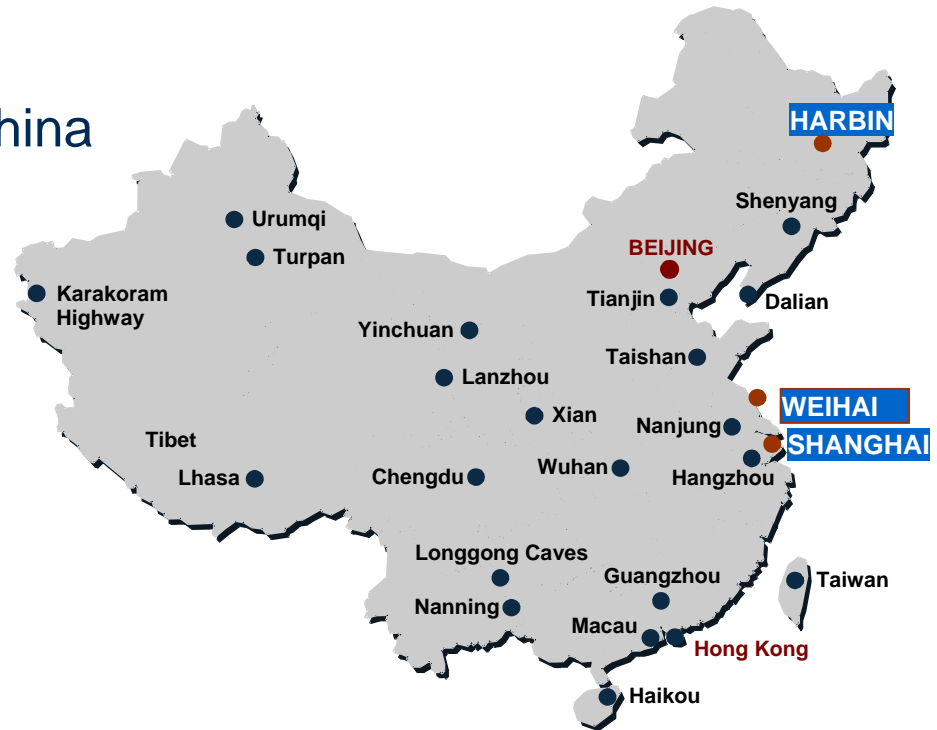 hina
HARBIN
Shenyang
Urumqi
BEIJING
Turpan
Karakoram
Highway
Tianjin
Dalian
Yinchuan
Taishan
Lanzhou
WEIHAI
Xian
Nanjung
Tibet
SHANGHAI
Lhasa
Chengdu
Wuhan
Hangzhou
Longgong Caves
Guangzhou
Taiwan
Nanning
Macau
Hong Kong
Haikou